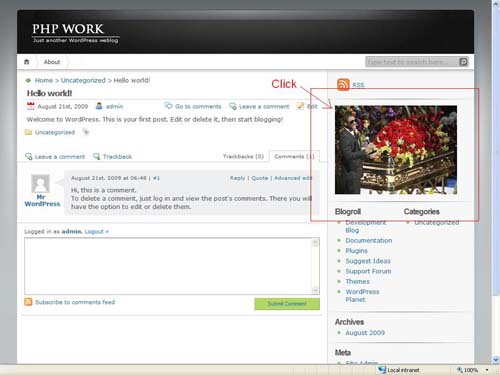 PHP WORK
Just another WordPress weblog
About
type text to search here...
Home > Uncategorized > Hello world!
Hello world!
August 21st, 2009 admin Go to comments Leave a comment Edit
Welcome to WordPress. This is your first post. Edit or delete it, then start blogging!
Uncategorized
Leave a comment Trackback Trackbacks (0) Comments (1)
Mr WordPress
August 21st, 2009 at 06:48 | #1 Reply | Quote | Advanced edit
Hi, this is a comment.
To delete a comment, just log in and view the post's comments. There you will
have the option to edit or delete them.
Logged in as admin. Logout »
Subscribe to comments feed
Submit Comment
Click
RSS
Blogroll
Development
Blog
Documentation
Plugins
Suggest Ideas
Support Forum
Themes
WordPress
Planet
Categories
Uncategorized
Archives
August 2009
Meta
Site Admin
Local intranet
100%